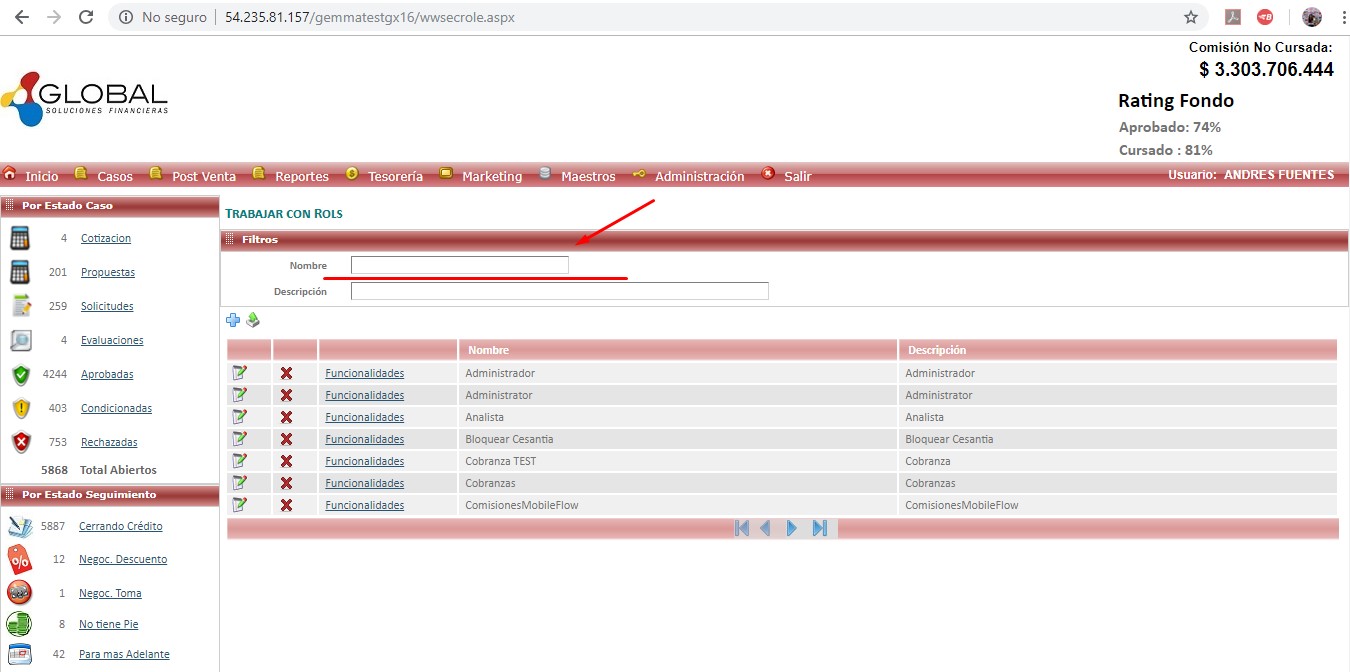 No seguro
54.235.81.157/gemmatestgx16/wwsecrole.aspx
Comisión No Cursada:
$ 3.303.706.444
GLOBAL
SOLUCIONES FINANCIERAS
Rating Fondo
Aprobado: 74%
Cursado : 81%
Inicio Casos Post Venta Reportes Tesorería Marketing Maestros Administración Salir Usuario: ANDRES FUENTES
Por Estado Caso
4 Cotizacion
201 Propuestas
259 Solicitudes
4 Evaluaciones
4244 Aprobadas
403 Condicionadas
753 Rechazadas
5868 Total Abiertos
Por Estado Seguimiento
5887 Cerrando Crédito
12 Negoc. Descuento
1 Negoc. Toma
8 No tiene Pie
42 Para mas Adelante
TRABAJAR CON ROLS
Filtros
Nombre
Descripción
Nombre Descripción
Funcionalidades Administrador Administrador
Funcionalidades Administrator Administrator
Funcionalidades Analista Analista
Funcionalidades Bloquear Cesantia Bloquear Cesantia
Funcionalidades Cobranza TEST Cobranza
Funcionalidades Cobranzas Cobranzas
Funcionalidades ComisionesMobileFlow ComisionesMobileFlow